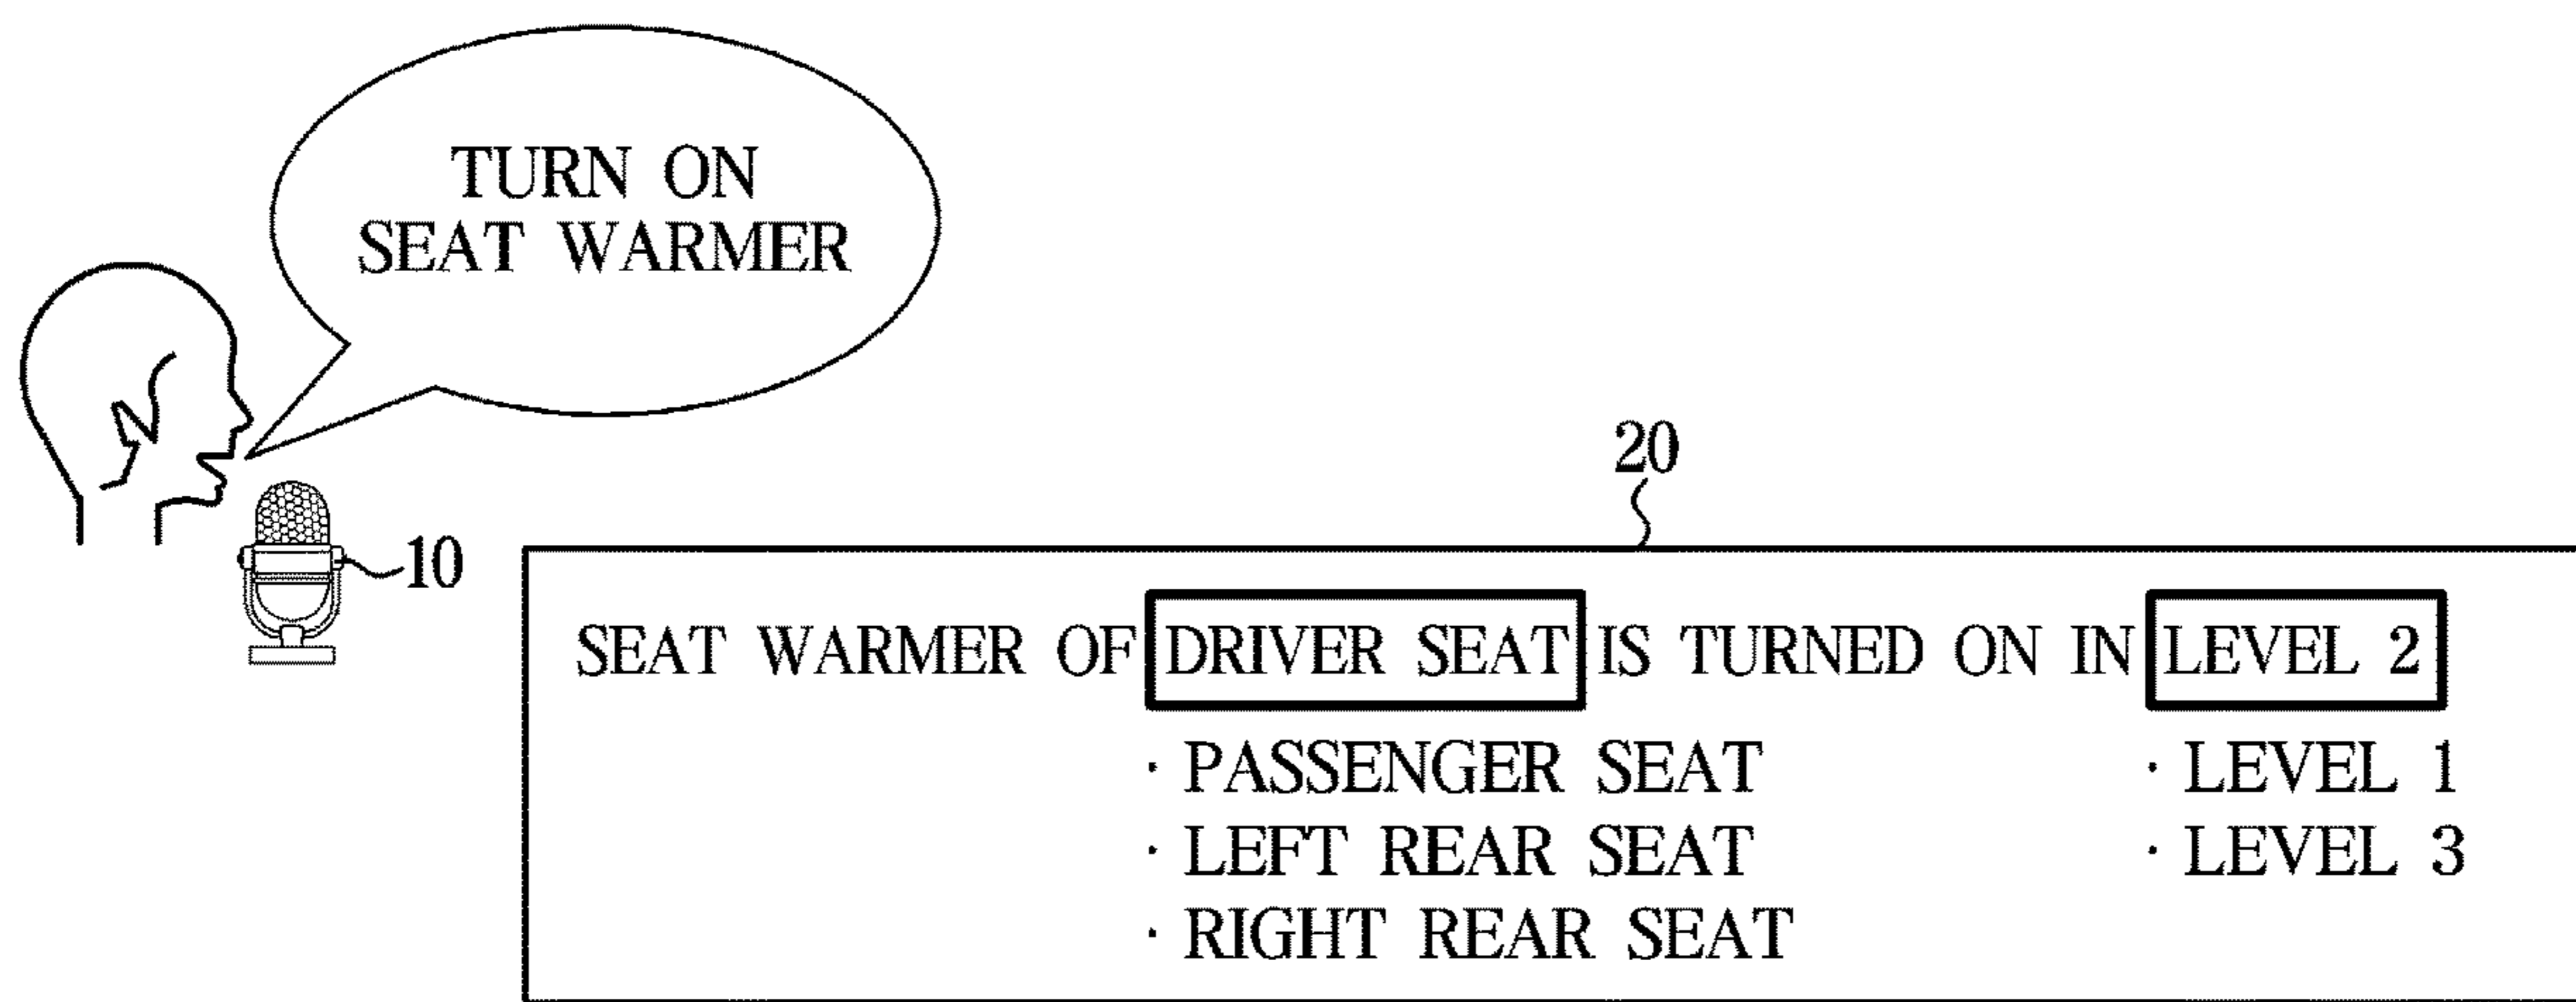 TURN ON
SEAT WARMER
10
20
SEAT WARMER OF DRIVER SEAT IS TURNED ON IN LEVEL 2
· PASSENGER SEAT · LEVEL 1
· LEFT REAR SEAT · LEVEL 3
· RIGHT REAR SEAT